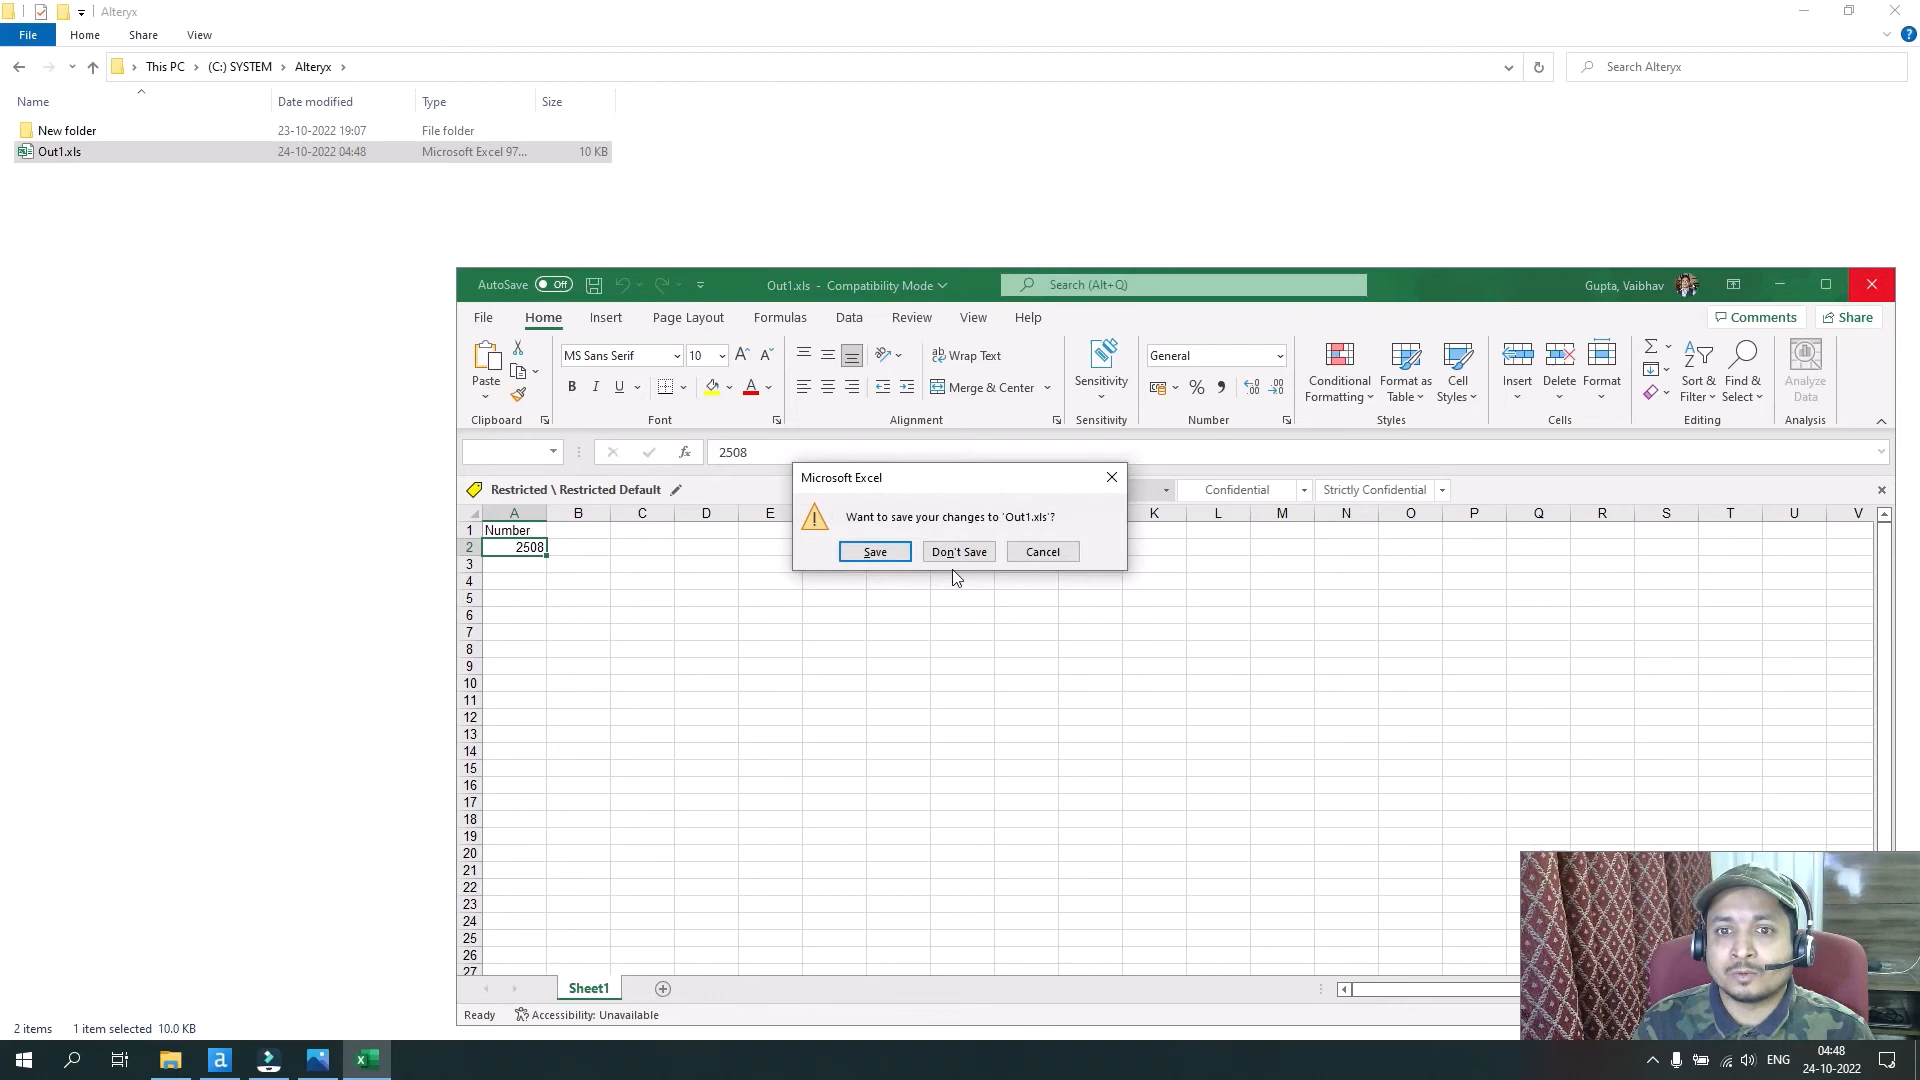 Alteryx
File Home Share View
This PC (C:) SYSTEM Alteryx
Search Alteryx
Name Date modified Type Size
New folder 23-10-2022 19:07 File folder
Out1.xls 24-10-2022 04:48 Microsoft Excel 97... 10 KB
AutoSave Off Out1.xls - Compatibility Mode Search (Alt+Q) Gupta, Vaibhav
File Home Insert Page Layout Formulas Data Review View Help Comments Share
MS Sans Serif 10 Wrap Text General
Paste B I U Merge & Center Sensitivity Conditional Formatting Format as Table Cell Styles Insert Delete Format Sort & Filter Find & Select Analyze Data
Clipboard Font Alignment Sensitivity Number Styles Cells Editing Analysis
fx 2508
Restricted \ Restricted Default Confidential Strictly Confidential
Microsoft Excel
Want to save your changes to 'Out1.xls'?
Save Don't Save Cancel
A B C D E K L M N O P Q R S T U V
1 Number
2 2508
3
4
5
6
7
8
9
10
11
12
13
14
15
16
17
18
19
20
21
22
23
24
25
26
27
Sheet1
Ready Accessibility: Unavailable
2 items 1 item selected 10.0 KB
ENG 04:48
24-10-2022